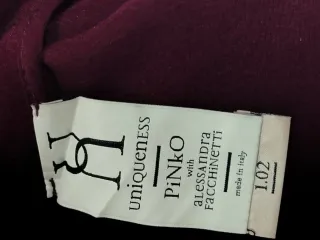 UNiQUENESS
PiNKO
with
aLESSANDRa
FaCCHiNETTi
made in italy
1.02